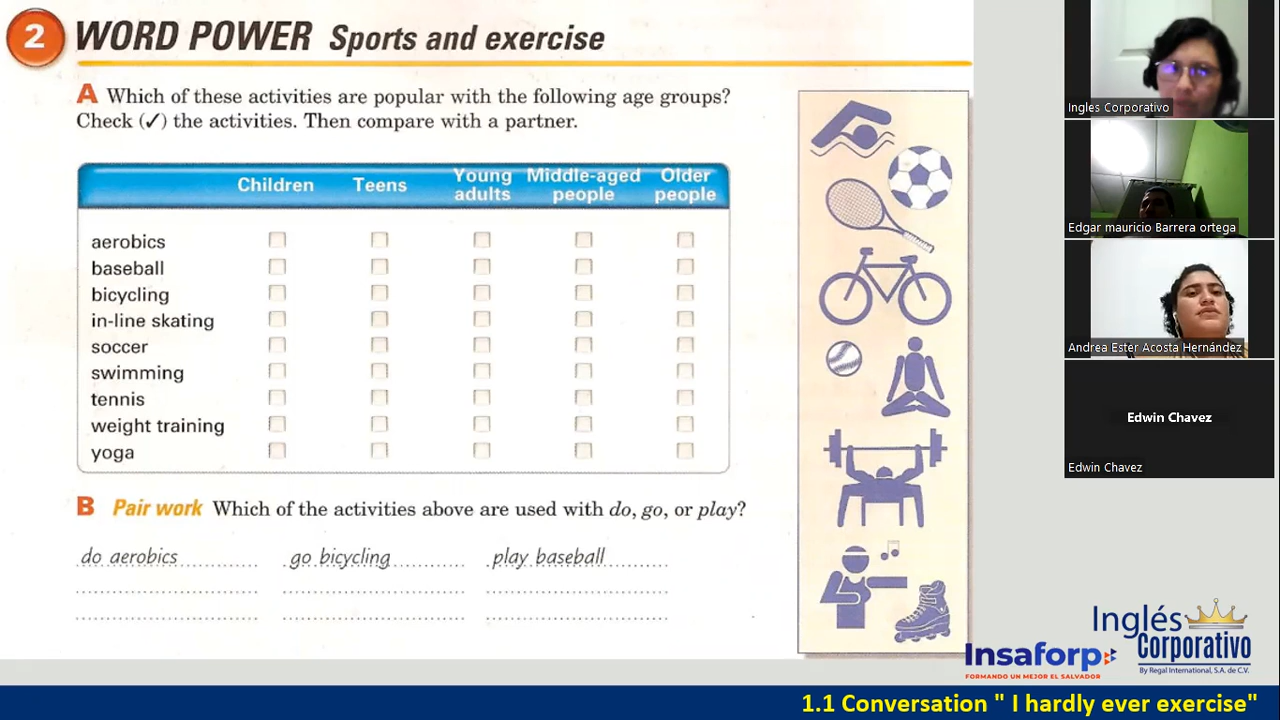 2 WORD POWER Sports and exercise
A Which of these activities are popular with the following age groups?
Check (✓) the activities. Then compare with a partner.
Children Teens Young adults Middle-aged people Older people
aerobics
baseball
bicycling
in-line skating
soccer
swimming
tennis
weight training
yoga
B Pair work Which of the activities above are used with do, go, or play?
do aerobics go bicycling play baseball
Ingles Corporativo
Edgar mauricio Barrera ortega
Andrea Ester Acosta Hernández
Edwin Chavez
Edwin Chavez
Insaforp
FORMANDO UN MEJOR EL SALVADOR
Inglés
Corporativo
By Regal International, S.A. de C.V.
1.1 Conversation " I hardly ever exercise"